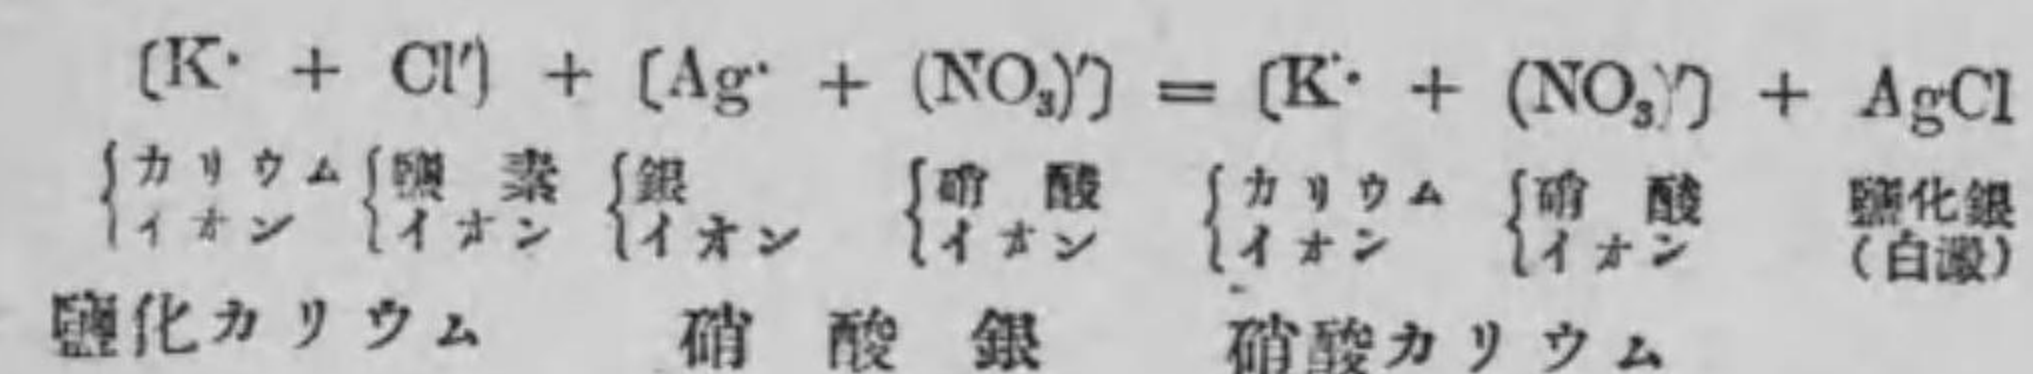 [K· + Cl′] + [Ag· + (NO₃)′] = [K· + (NO₃)′] + AgCl
{カリウム {鹽素 {銀 {硝酸 {カリウム {硝酸 鹽化銀
イオン イオン イオン イオン イオン イオン (白澱)
鹽化カリウム 硝酸銀 硝酸カリウム